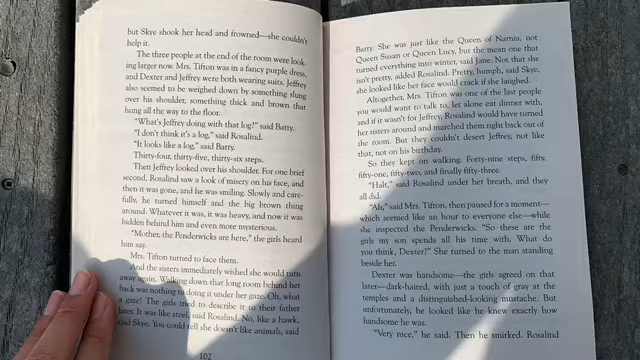 but Skye shook her head and frowned—she couldn't
help it.
The three people at the end of the room were look-
ing larger now. Mrs. Tifton was in a fancy purple dress,
and Dexter and Jeffrey were both wearing suits. Jeffrey
also seemed to be weighed down by something slung
over his shoulder, something thick and brown that
hung all the way to the floor.
"What's Jeffrey doing with that log?" said Batty.
"I don't think it's a log," said Rosalind.
"It looks like a log," said Batty.
Thirty-four, thirty-five, thirty-six steps.
Then Jeffrey looked over his shoulder. For one brief
second, Rosalind saw a look of misery on his face, and
then it was gone, and he was smiling. Slowly and care-
fully, he turned himself and the big brown thing
around. Whatever it was, it was heavy, and now it was
hidden behind him and even more mysterious.
"Mother, the Penderwicks are here," the girls heard
him say.
Mrs. Tifton turned to face them.
And the sisters immediately wished she would turn
away again. Walking down that long room behind her
back was nothing to doing it under her gaze. Oh, what
a gaze! The girls tried to describe it to their father
later. It was like steel, said Rosalind. No, like a hawk,
said Skye. You could tell she doesn't like animals, said
102
Batty. She was just like the Queen of Narnia, not
Queen Susan or Queen Lucy, but the mean one that
turned everything into winter, said Jane. Not that she
isn't pretty, added Rosalind. Pretty, humph, said Skye,
she looked like her face would crack if she laughed.
Altogether, Mrs. Tifton was one of the last people
you would want to talk to, let alone eat dinner with,
and if it wasn't for Jeffrey, Rosalind would have turned
her sisters around and marched them right back out of
the room. But they couldn't desert Jeffrey, not like
that, not on his birthday.
So they kept on walking. Forty-nine steps, fifty,
fifty-one, fifty-two, and finally fifty-three.
"Halt," said Rosalind under her breath, and they
all did.
"Ah," said Mrs. Tifton, then paused for a moment—
which seemed like an hour to everyone else—while
she inspected the Penderwicks. "So these are the
girls my son spends all his time with. What do
you think, Dexter?" She turned to the man standing
beside her.
Dexter was handsome—the girls agreed on that
later—dark-haired, with just a touch of gray at the
temples and a distinguished-looking mustache. But
unfortunately, he looked like he knew exactly how
handsome he was.
"Very nice," he said. Then he smirked. Rosalind